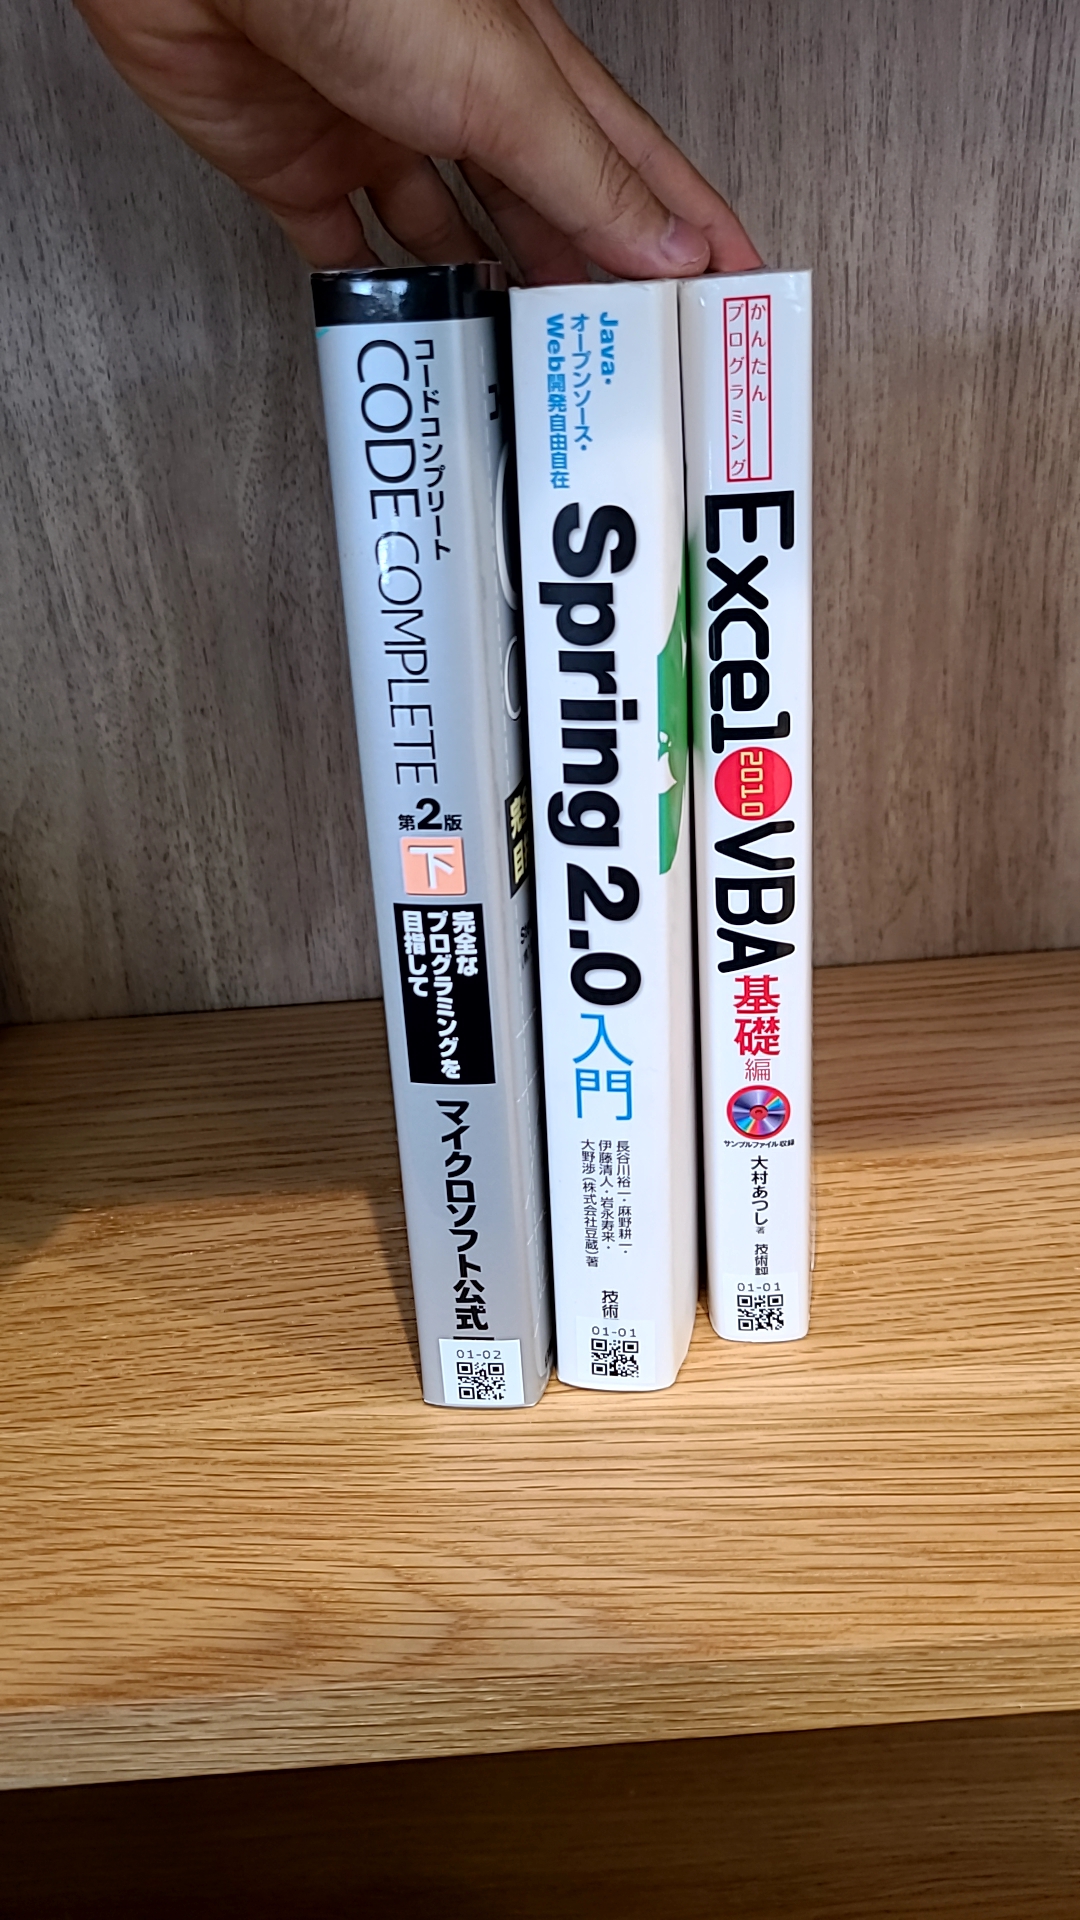 コードコンプリート
CODE COMPLETE
第2版
下
完全な
プログラミングを
目指して
マイクロソフト公式
01-02
Java・
オープンソース・
Web開発自由自在
Spring 2.0
入門
長谷川裕一・麻野耕一・
伊藤清人・岩永寿来・
大野渉(株式会社豆蔵)著
技術
01-01
かんたん
プログラミング
Excel
2010
VBA
基礎
編
サンプルファイル収録
大村あつし 著
技術評
01-01